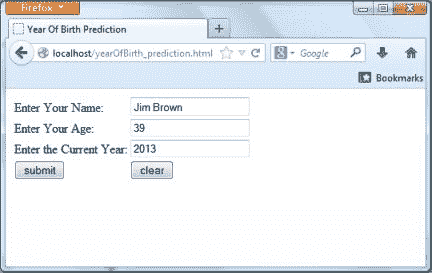 Firefox
Year Of Birth Prediction
localhost/yearOfBirth_prediction.html
Google
Bookmarks
Enter Your Name: Jim Brown
Enter Your Age: 39
Enter the Current Year: 2013
submit clear